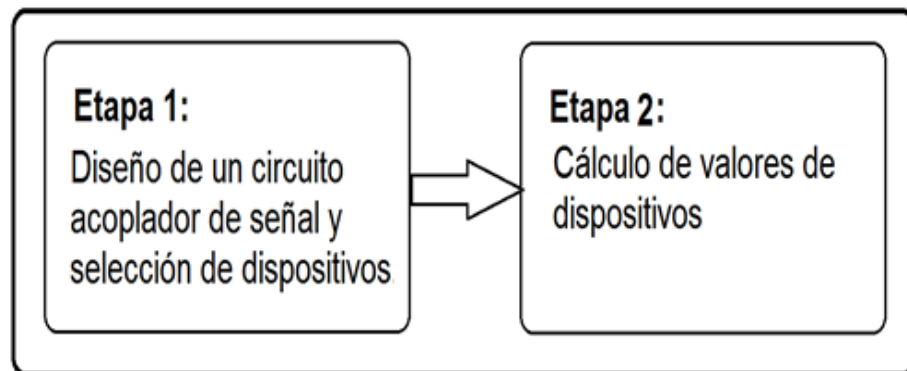 Etapa 1:
Diseño de un circuito
acoplador de señal y
selección de dispositivos.
Etapa 2:
Cálculo de valores de
dispositivos